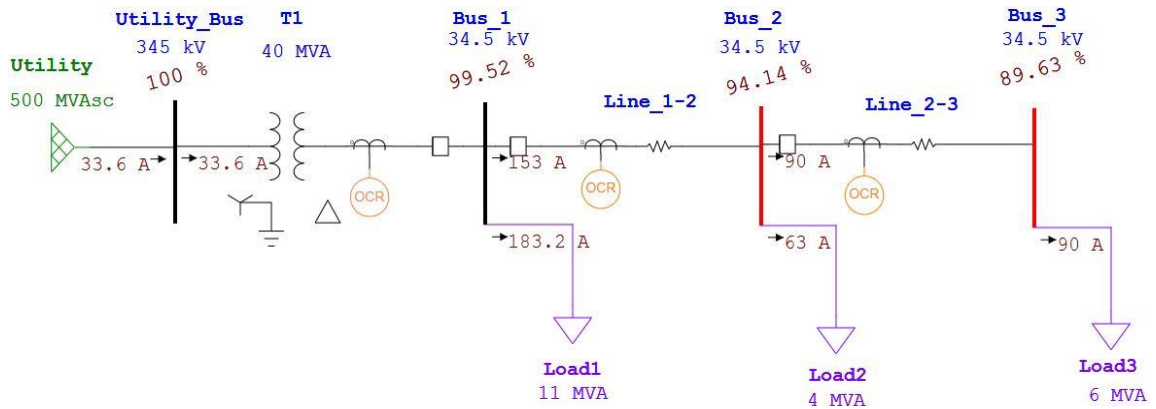 Utility_Bus
345 kV
100 %
T1
40 MVA
Bus_1
34.5 kV
99.52 %
Bus_2
34.5 kV
94.14 %
Bus_3
34.5 kV
89.63 %
Utility
500 MVAsc
Line_1-2
Line_2-3
33.6 A
33.6 A
153 A
90 A
OCR
OCR
OCR
183.2 A
63 A
90 A
Load1
11 MVA
Load2
4 MVA
Load3
6 MVA